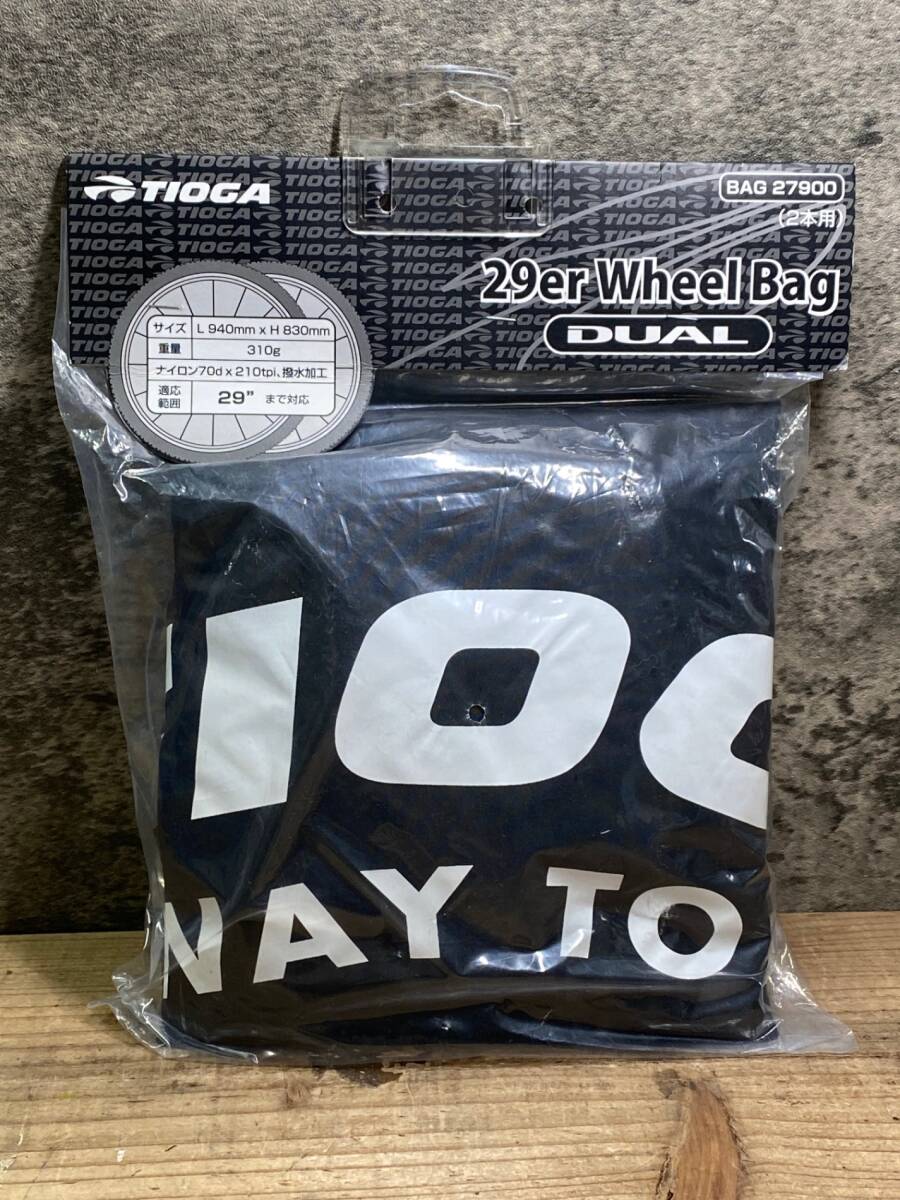 TIOGA
BAG 27900
(2本用)
29er Wheel Bag
DUAL
サイズ L 940mm x H 830mm
重量 310g
ナイロン70d x 210tpi、撥水加工
適応範囲 29" まで対応
IOG
WAY TO